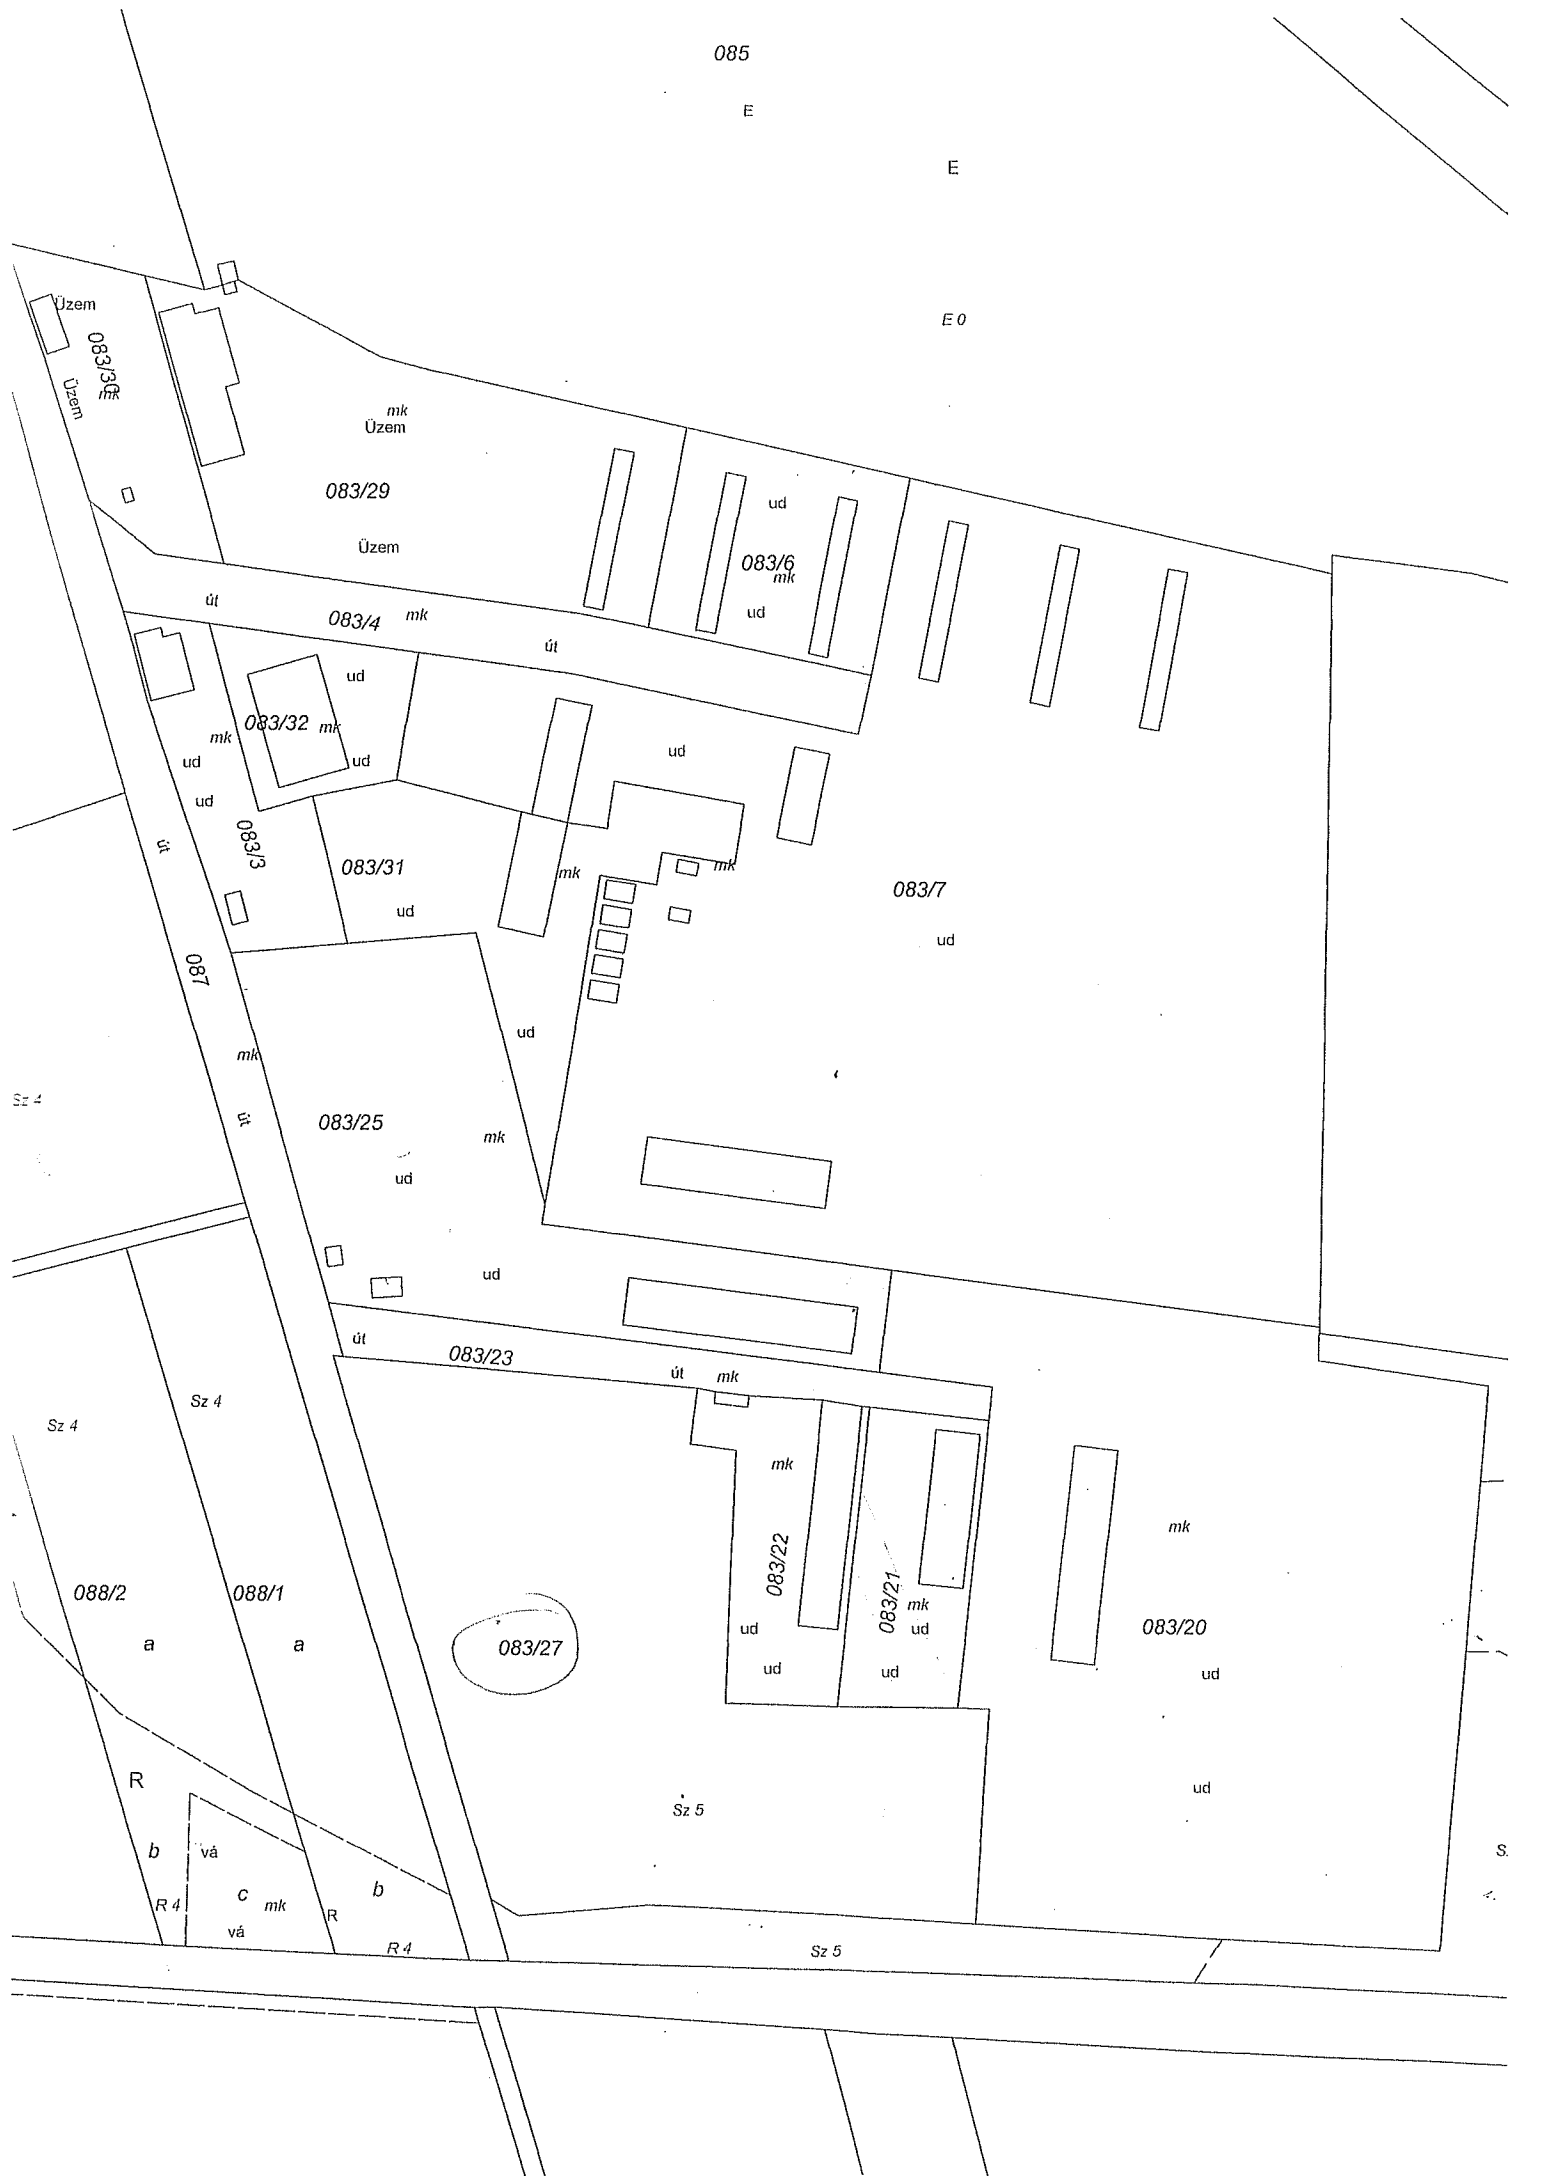 085
E
E
E 0
Üzem
083/30
mk
Üzem
mk
Üzem
083/29
Üzem
ud
083/6
mk
ud
út
083/4
mk
út
ud
083/32
mk
ud
mk
ud
ud
083/3
ud
083/31
mk
mk
ud
083/7
ud
út
087
mk
út
ud
Sz 4
083/25
mk
ud
ud
út
083/23
út
mk
Sz 4
Sz 4
mk
083/22
ud
ud
083/21
mk
ud
ud
mk
083/20
ud
ud
088/2
088/1
a
a
083/27
Sz 5
R
b
vá
c
mk
R 4
vá
R
b
R 4
Sz 5